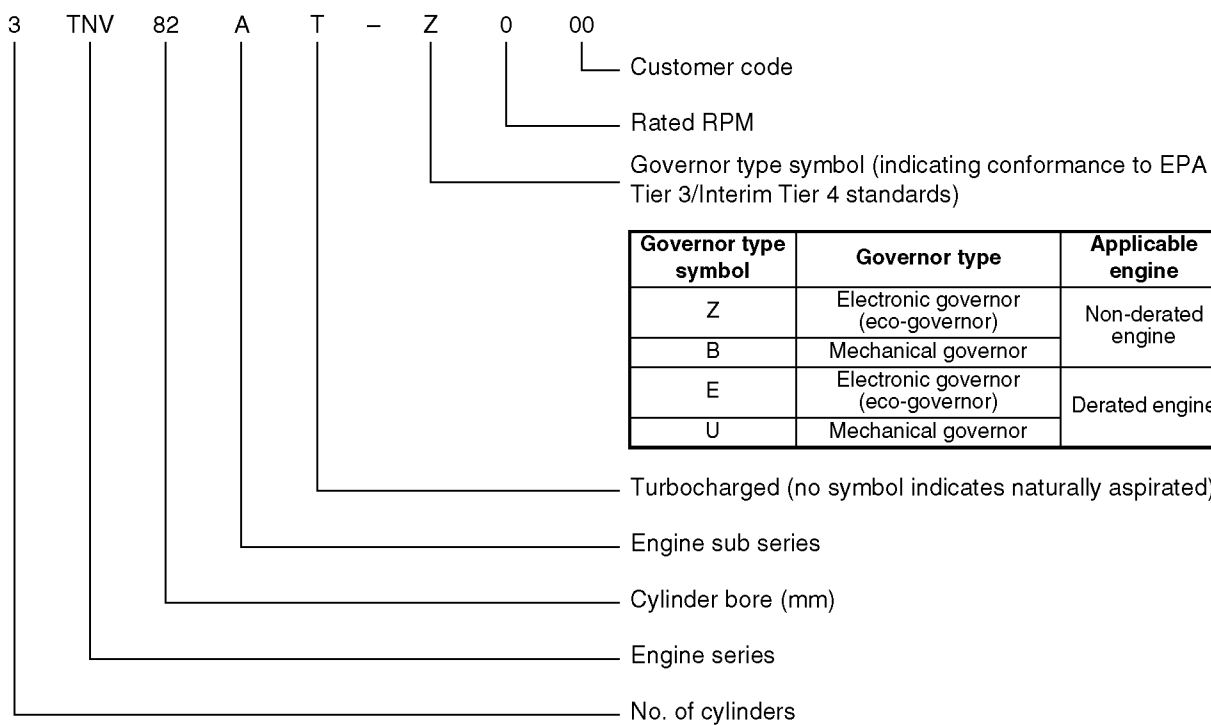 3 TNV 82 A T – Z 0 00
Customer code
Rated RPM
Governor type symbol (indicating conformance to EPA
Tier 3/Interim Tier 4 standards)
Governor type symbol Governor type Applicable engine
Z Electronic governor (eco-governor) Non-derated engine
B Mechanical governor
E Electronic governor (eco-governor) Derated engine
U Mechanical governor
Turbocharged (no symbol indicates naturally aspirated)
Engine sub series
Cylinder bore (mm)
Engine series
No. of cylinders